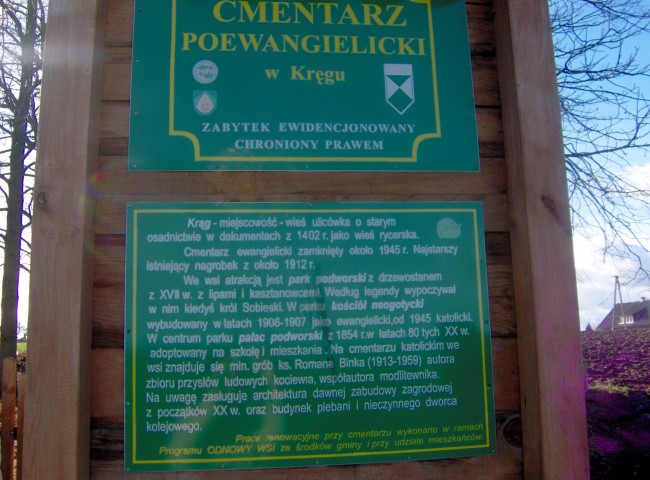 CMENTARZ
POEWANGIELICKI
w Kręgu
ZABYTEK EWIDENCJONOWANY
CHRONIONY PRAWEM
Krąg - miejscowość - wieś ulicówka o starym
osadnictwie w dokumentach z 1402 r. jako wieś rycerska.
Cmentarz ewangielicki zamknięty około 1945 r. Najstarszy
istniejący nagrobek z około 1912 r.
We wsi atrakcją jest park podworski z drzewostanem
z XVII w. z lipami i kasztanowcami. Według legendy wypoczywał
w nim kiedyś król Sobieski. W parku kościół neogotycki
wybudowany w latach 1906-1907 jako ewangielicki,od 1945 katolicki.
W centrum parku pałac podworski z 1854 r.w latach 80 tych XX w.
adoptowany na szkołę i mieszkania. Na cmentarzu katolickim we
wsi znajduje się min. grób ks. Romana Binka (1913-1959) autora
zbioru przysłów ludowych kociewia, współautora modlitewnika.
Na uwagę zasługuje architektura dawnej zabudowy zagrodowej
z początków XX w. oraz budynek plebani i nieczynnego dworca
kolejowego.
Prace renowacyjne przy cmentarzu wykonano w ramach
Programu ODNOWY WSI ze środków gminy i przy udziale mieszkańców.